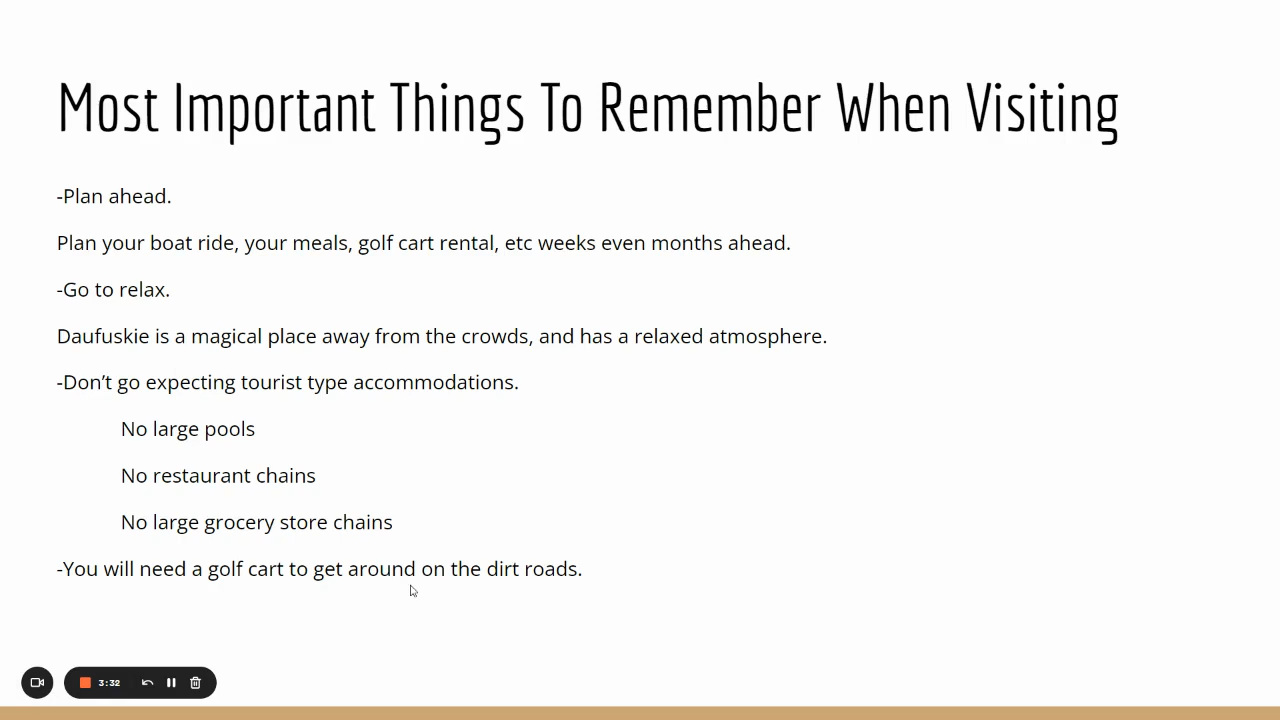 Most Important Things To Remember When Visiting
-Plan ahead.
Plan your boat ride, your meals, golf cart rental, etc weeks even months ahead.
-Go to relax.
Daufuskie is a magical place away from the crowds, and has a relaxed atmosphere.
-Don’t go expecting tourist type accommodations.
No large pools
No restaurant chains
No large grocery store chains
-You will need a golf cart to get around on the dirt roads.
3:32